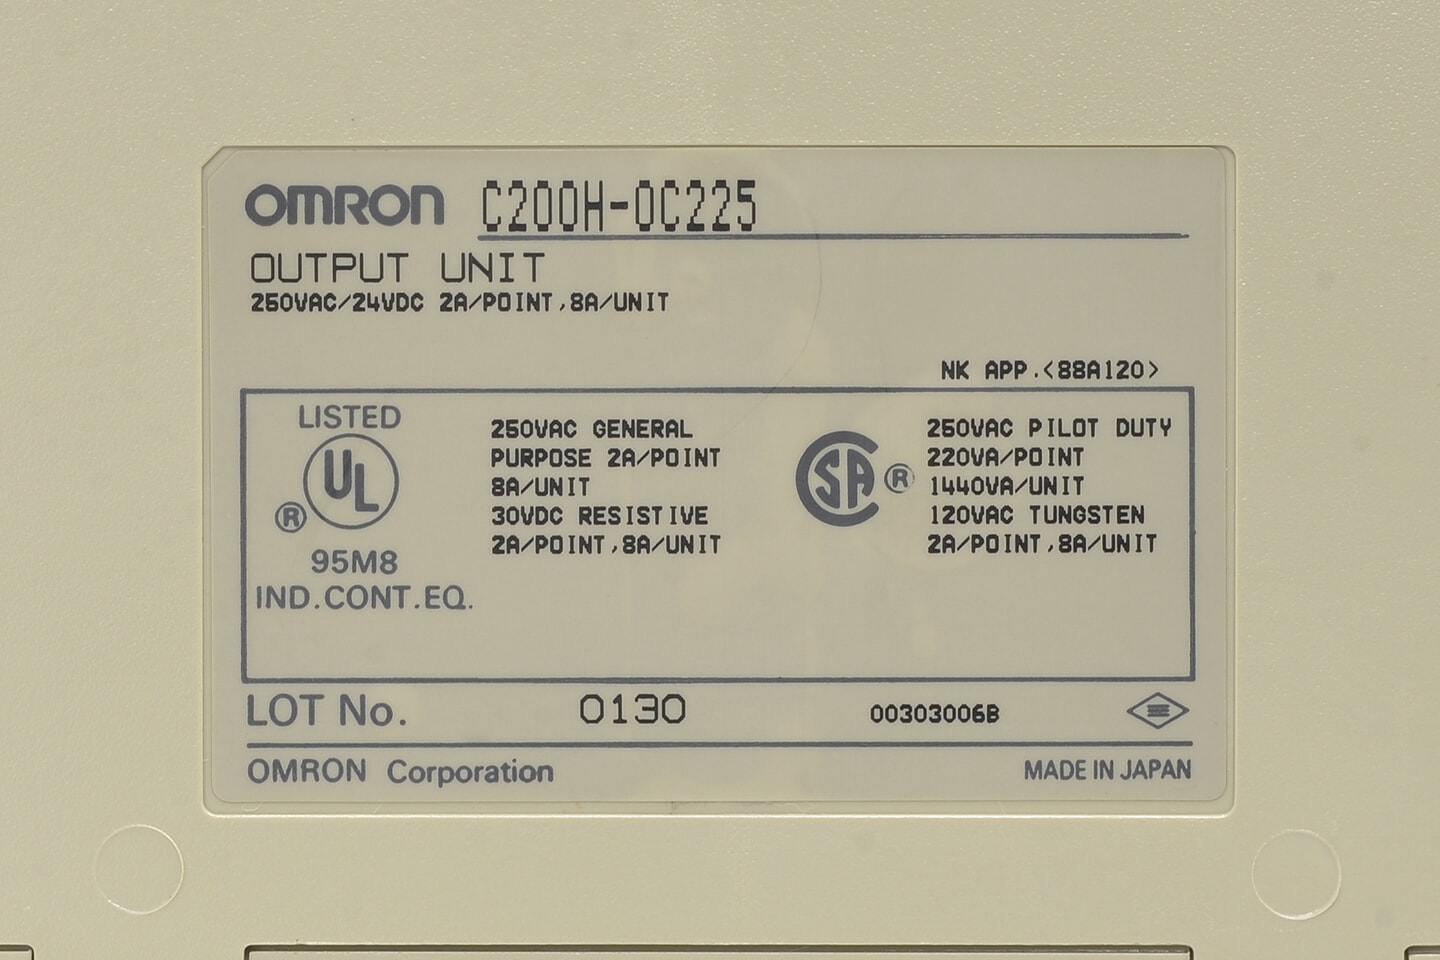 OMRON C200H-OC225
OUTPUT UNIT
250VAC/24VDC 2A/POINT,8A/UNIT
NK APP.<88A120>
LISTED
UL
®
95M8
IND.CONT.EQ.
250VAC GENERAL
PURPOSE 2A/POINT
8A/UNIT
30VDC RESISTIVE
2A/POINT,8A/UNIT
SA ®
250VAC PILOT DUTY
220VA/POINT
1440VA/UNIT
120VAC TUNGSTEN
2A/POINT,8A/UNIT
LOT No. 0130 00303006B
OMRON Corporation MADE IN JAPAN